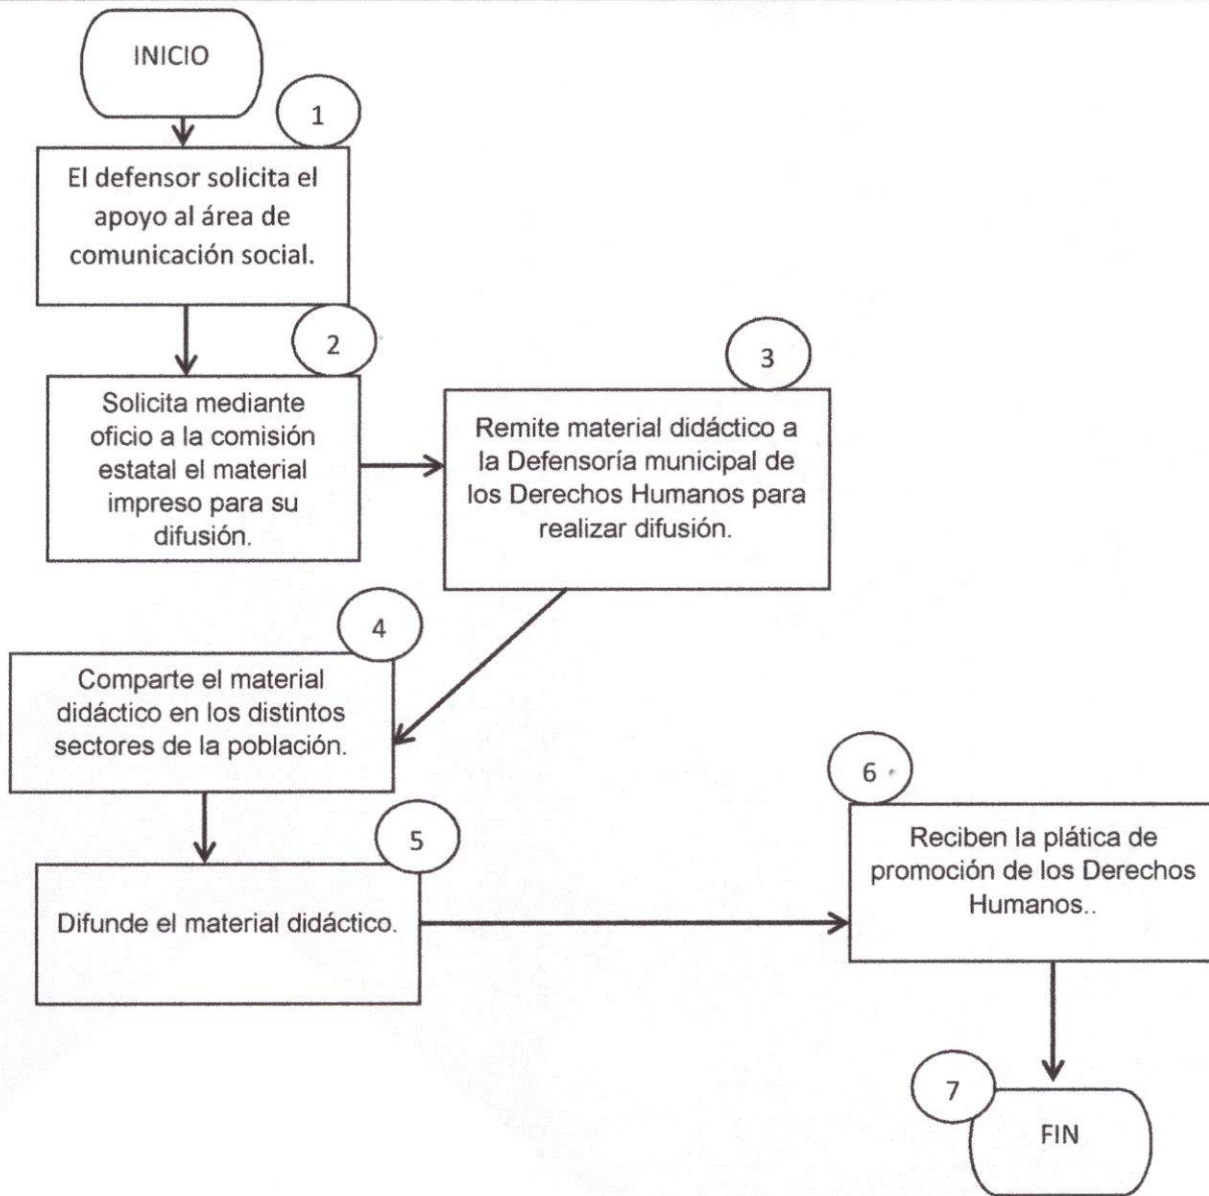 INICIO
1
El defensor solicita el
apoyo al área de
comunicación social.
2
Solicita mediante
oficio a la comisión
estatal el material
impreso para su
difusión.
3
Remite material didáctico a
la Defensoría municipal de
los Derechos Humanos para
realizar difusión.
4
Comparte el material
didáctico en los distintos
sectores de la población.
5
Difunde el material didáctico.
6
Reciben la plática de
promoción de los Derechos
Humanos..
7
FIN